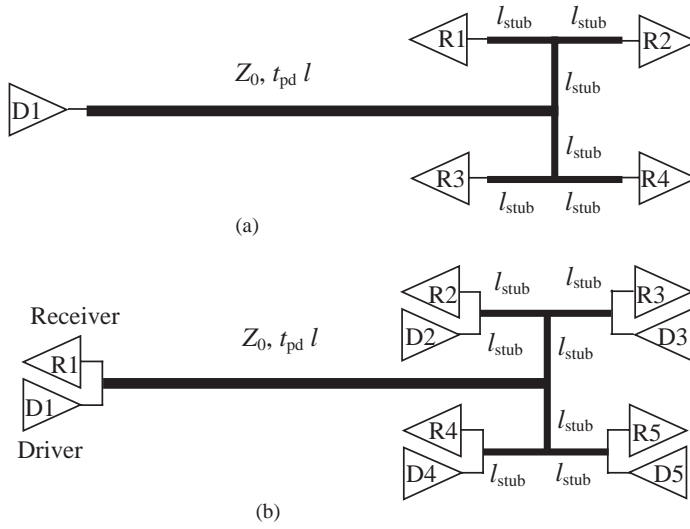 l_stub l_stub
R1 R2
Z_0, t_pd l
D1
l_stub
l_stub
R3 R4
l_stub l_stub
(a)
l_stub l_stub
R2 R3
Receiver
Z_0, t_pd l
D2 D3
l_stub l_stub
R1
D1
l_stub
R4 R5
Driver
D4 D5
l_stub l_stub
(b)